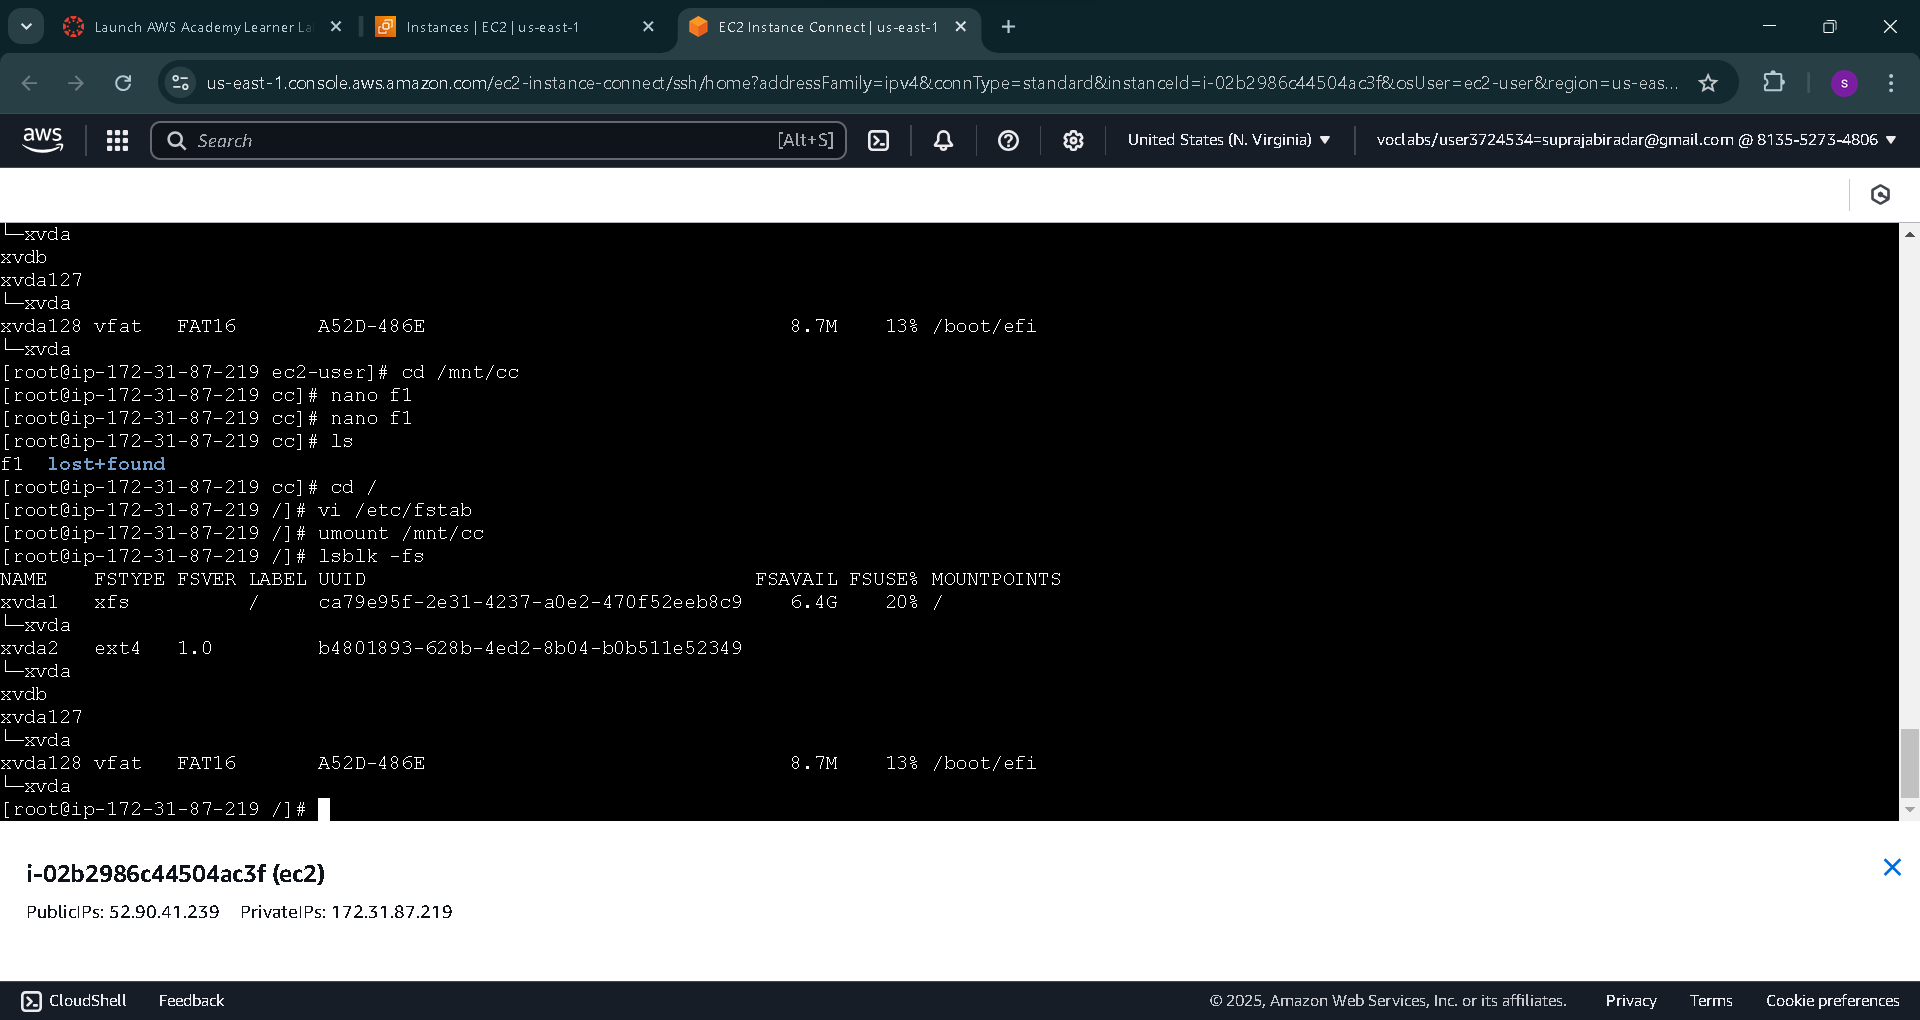 Launch AWS Academy Learner La
Instances | EC2 | us-east-1
EC2 Instance Connect | us-east-1
us-east-1.console.aws.amazon.com/ec2-instance-connect/ssh/home?addressFamily=ipv4&connType=standard&instanceId=i-02b2986c44504ac3f&osUser=ec2-user&region=us-eas...
S
aws
Search
[Alt+S]
United States (N. Virginia)
voclabs/user3724534=suprajabiradar@gmail.com @ 8135-5273-4806
└─xvda
xvdb
xvda127
└─xvda
xvda128 vfat   FAT16       A52D-486E                               8.7M    13% /boot/efi
└─xvda
[root@ip-172-31-87-219 ec2-user]# cd /mnt/cc
[root@ip-172-31-87-219 cc]# nano f1
[root@ip-172-31-87-219 cc]# nano f1
[root@ip-172-31-87-219 cc]# ls
f1  lost+found
[root@ip-172-31-87-219 cc]# cd /
[root@ip-172-31-87-219 /]# vi /etc/fstab
[root@ip-172-31-87-219 /]# umount /mnt/cc
[root@ip-172-31-87-219 /]# lsblk -fs
NAME    FSTYPE FSVER LABEL UUID                                 FSAVAIL FSUSE% MOUNTPOINTS
xvda1   xfs          /     ca79e95f-2e31-4237-a0e2-470f52eeb8c9    6.4G    20% /
└─xvda
xvda2   ext4   1.0         b4801893-628b-4ed2-8b04-b0b511e52349
└─xvda
xvdb
xvda127
└─xvda
xvda128 vfat   FAT16       A52D-486E                               8.7M    13% /boot/efi
└─xvda
[root@ip-172-31-87-219 /]#
i-02b2986c44504ac3f (ec2)
PublicIPs: 52.90.41.239    PrivateIPs: 172.31.87.219
CloudShell
Feedback
© 2025, Amazon Web Services, Inc. or its affiliates.
Privacy
Terms
Cookie preferences